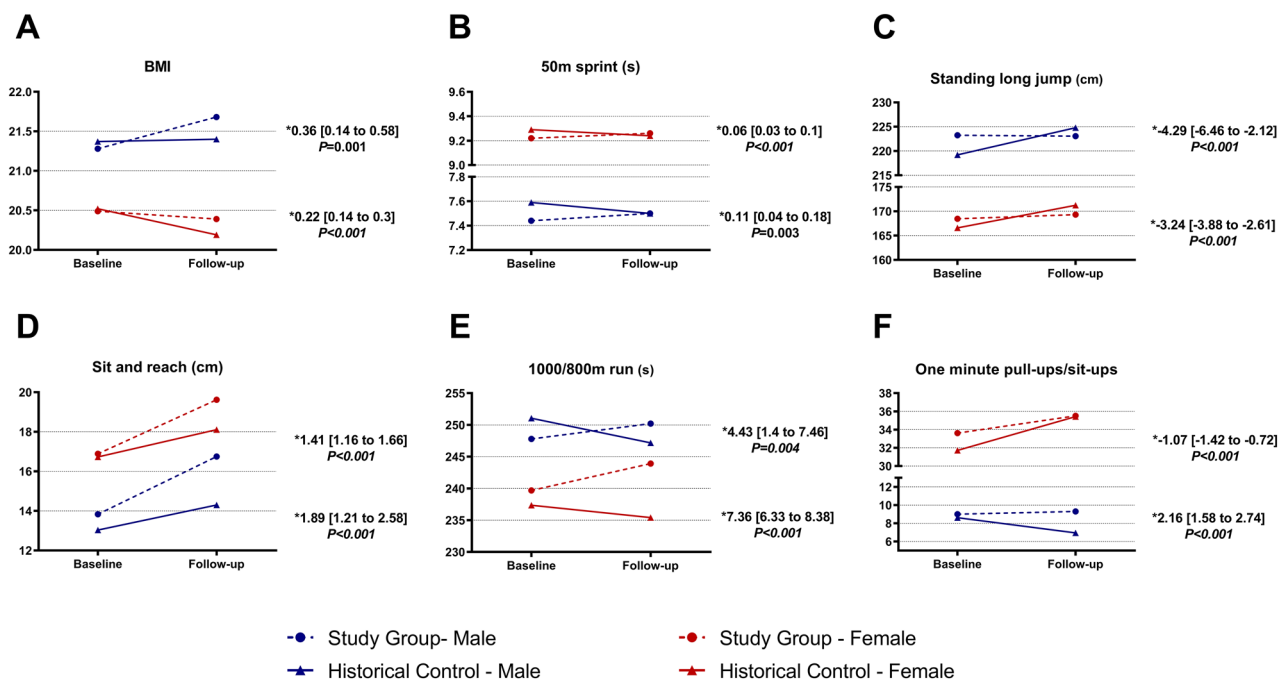 A
BMI
22.0
21.5
21.0
20.5
20.0
Baseline
Follow-up
*0.36 [0.14 to 0.58]
P=0.001
*0.22 [0.14 to 0.3]
P<0.001
B
50m sprint (s)
9.6
9.4
9.2
9.0
7.8
7.6
7.4
7.2
Baseline
Follow-up
*0.06 [0.03 to 0.1]
P<0.001
*0.11 [0.04 to 0.18]
P=0.003
C
Standing long jump (cm)
230
225
220
215
175
170
165
160
Baseline
Follow-up
*-4.29 [-6.46 to -2.12]
P<0.001
*-3.24 [-3.88 to -2.61]
P<0.001
D
Sit and reach (cm)
20
18
16
14
12
Baseline
Follow-up
*1.41 [1.16 to 1.66]
P<0.001
*1.89 [1.21 to 2.58]
P<0.001
E
1000/800m run (s)
255
250
245
240
235
230
Baseline
Follow-up
*4.43 [1.4 to 7.46]
P=0.004
*7.36 [6.33 to 8.38]
P<0.001
F
One minute pull-ups/sit-ups
38
36
34
32
30
12
10
8
6
Baseline
Follow-up
*-1.07 [-1.42 to -0.72]
P<0.001
*2.16 [1.58 to 2.74]
P<0.001
Study Group- Male
Study Group - Female
Historical Control - Male
Historical Control - Female